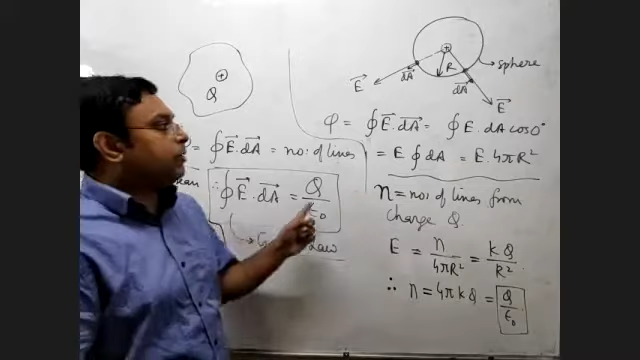 Q
= ∮E⃗.dA⃗ = no: of lines
∴ ∮E⃗.dA⃗ = Q/ε₀
Law
E⃗
dA⃗
R
sphere
dA⃗
E⃗
φ = ∮E⃗.dA⃗ = ∮E.dA cos0°
= E∮dA = E.4πR²
n = no: of lines from
charge Q.
E = n/4πR² = kQ/R²
∴ n = 4πkQ = Q/ε₀